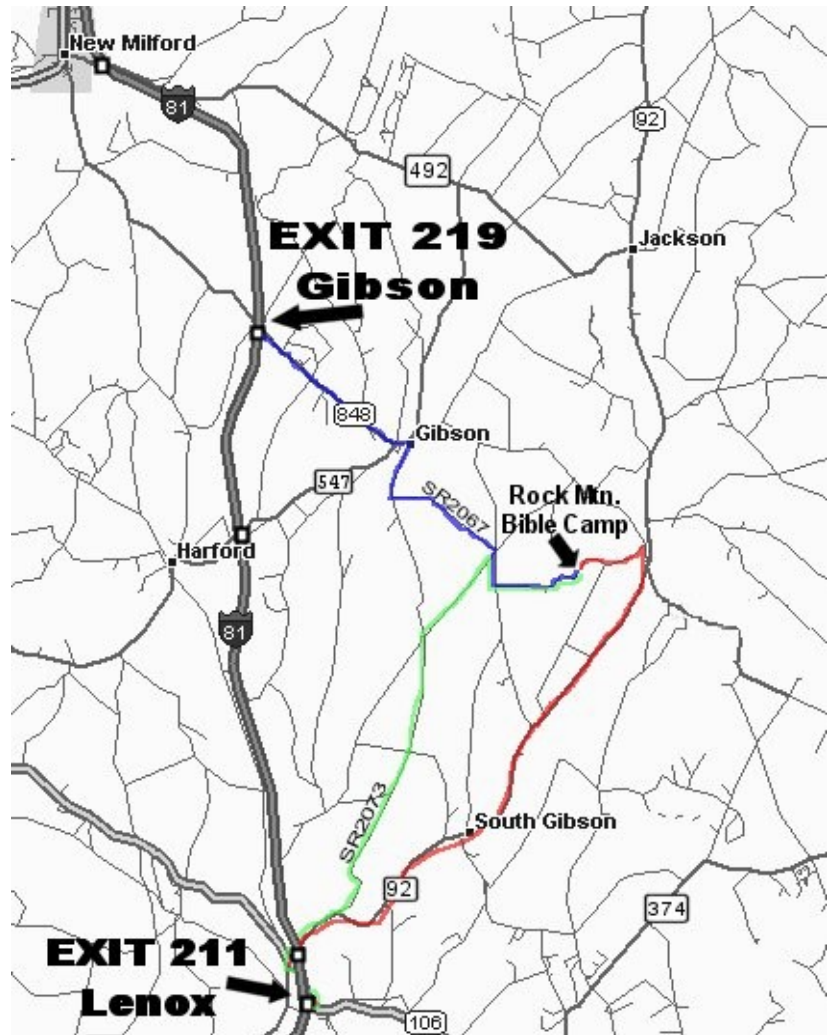 New Milford
81
92
492
EXIT 219
Gibson
Jackson
848
Gibson
547
SR2067
Rock Mtn.
Bible Camp
Harford
81
SR2073
South Gibson
92
374
EXIT 211
Lenox
106